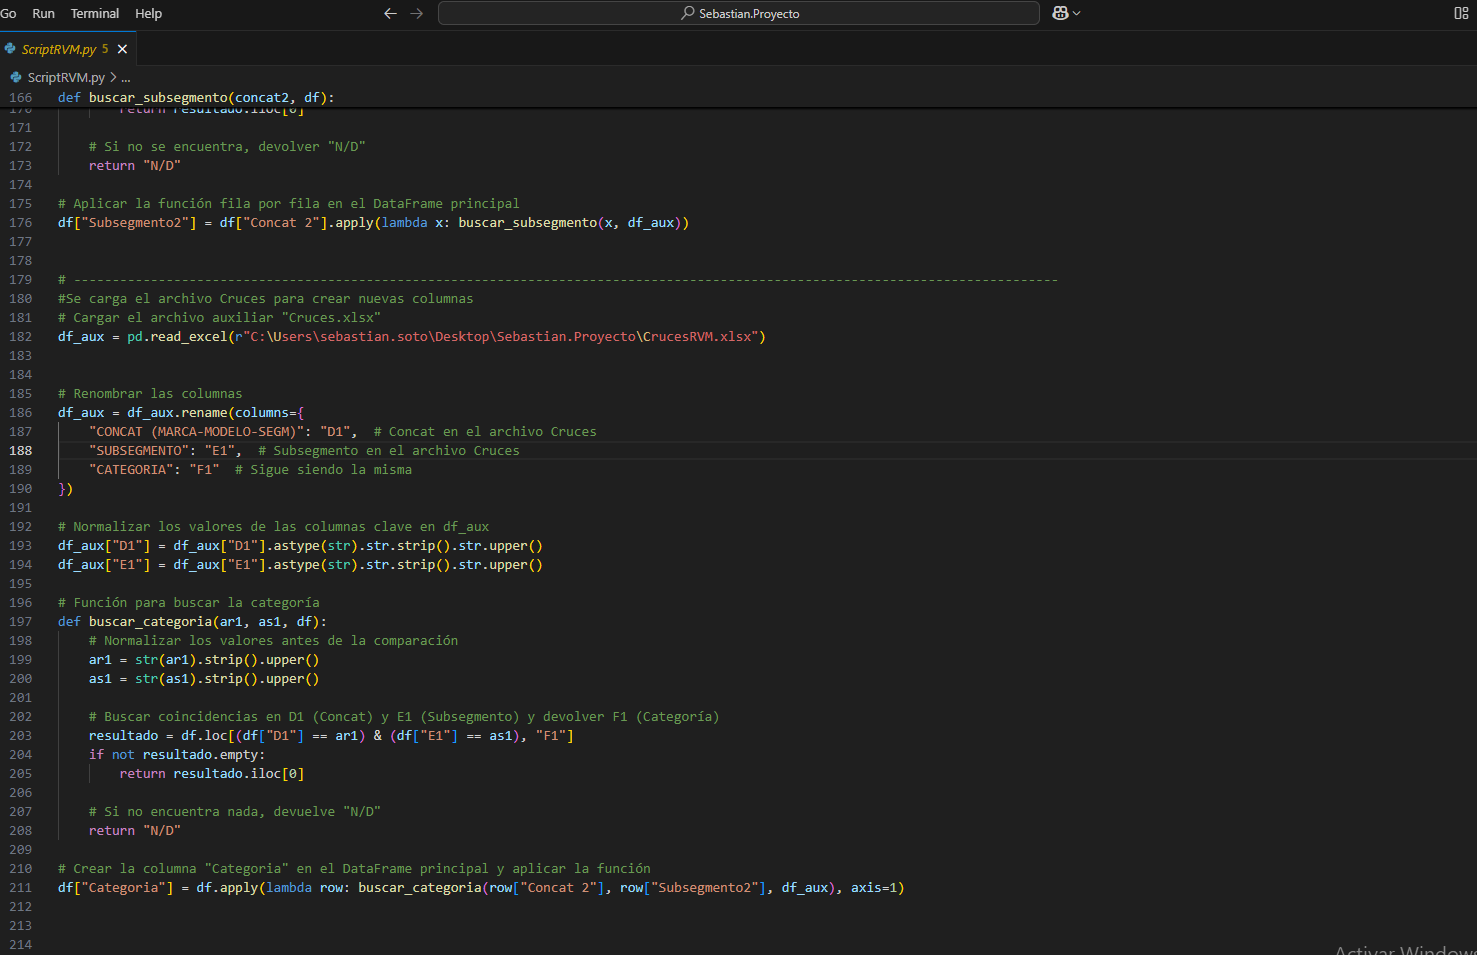 Go Run Terminal Help
Sebastian.Proyecto
ScriptRVM.py 5
ScriptRVM.py > ...
166 def buscar_subsegmento(concat2, df):
170 return resultado.iloc[0]
171
172 # Si no se encuentra, devolver "N/D"
173 return "N/D"
174
175 # Aplicar la función fila por fila en el DataFrame principal
176 df["Subsegmento2"] = df["Concat 2"].apply(lambda x: buscar_subsegmento(x, df_aux))
177
178
179 # --------------------------------------------------------------------------------------------------------------------------------
180 #Se carga el archivo Cruces para crear nuevas columnas
181 # Cargar el archivo auxiliar "Cruces.xlsx"
182 df_aux = pd.read_excel(r"C:\Users\sebastian.soto\Desktop\Sebastian.Proyecto\CrucesRVM.xlsx")
183
184
185 # Renombrar las columnas
186 df_aux = df_aux.rename(columns={
187 "CONCAT (MARCA-MODELO-SEGM)": "D1", # Concat en el archivo Cruces
188 "SUBSEGMENTO": "E1", # Subsegmento en el archivo Cruces
189 "CATEGORIA": "F1" # Sigue siendo la misma
190 })
191
192 # Normalizar los valores de las columnas clave en df_aux
193 df_aux["D1"] = df_aux["D1"].astype(str).str.strip().str.upper()
194 df_aux["E1"] = df_aux["E1"].astype(str).str.strip().str.upper()
195
196 # Función para buscar la categoría
197 def buscar_categoria(ar1, as1, df):
198 # Normalizar los valores antes de la comparación
199 ar1 = str(ar1).strip().upper()
200 as1 = str(as1).strip().upper()
201
202 # Buscar coincidencias en D1 (Concat) y E1 (Subsegmento) y devolver F1 (Categoría)
203 resultado = df.loc[(df["D1"] == ar1) & (df["E1"] == as1), "F1"]
204 if not resultado.empty:
205 return resultado.iloc[0]
206
207 # Si no encuentra nada, devuelve "N/D"
208 return "N/D"
209
210 # Crear la columna "Categoria" en el DataFrame principal y aplicar la función
211 df["Categoria"] = df.apply(lambda row: buscar_categoria(row["Concat 2"], row["Subsegmento2"], df_aux), axis=1)
212
213
214
Activar Windows